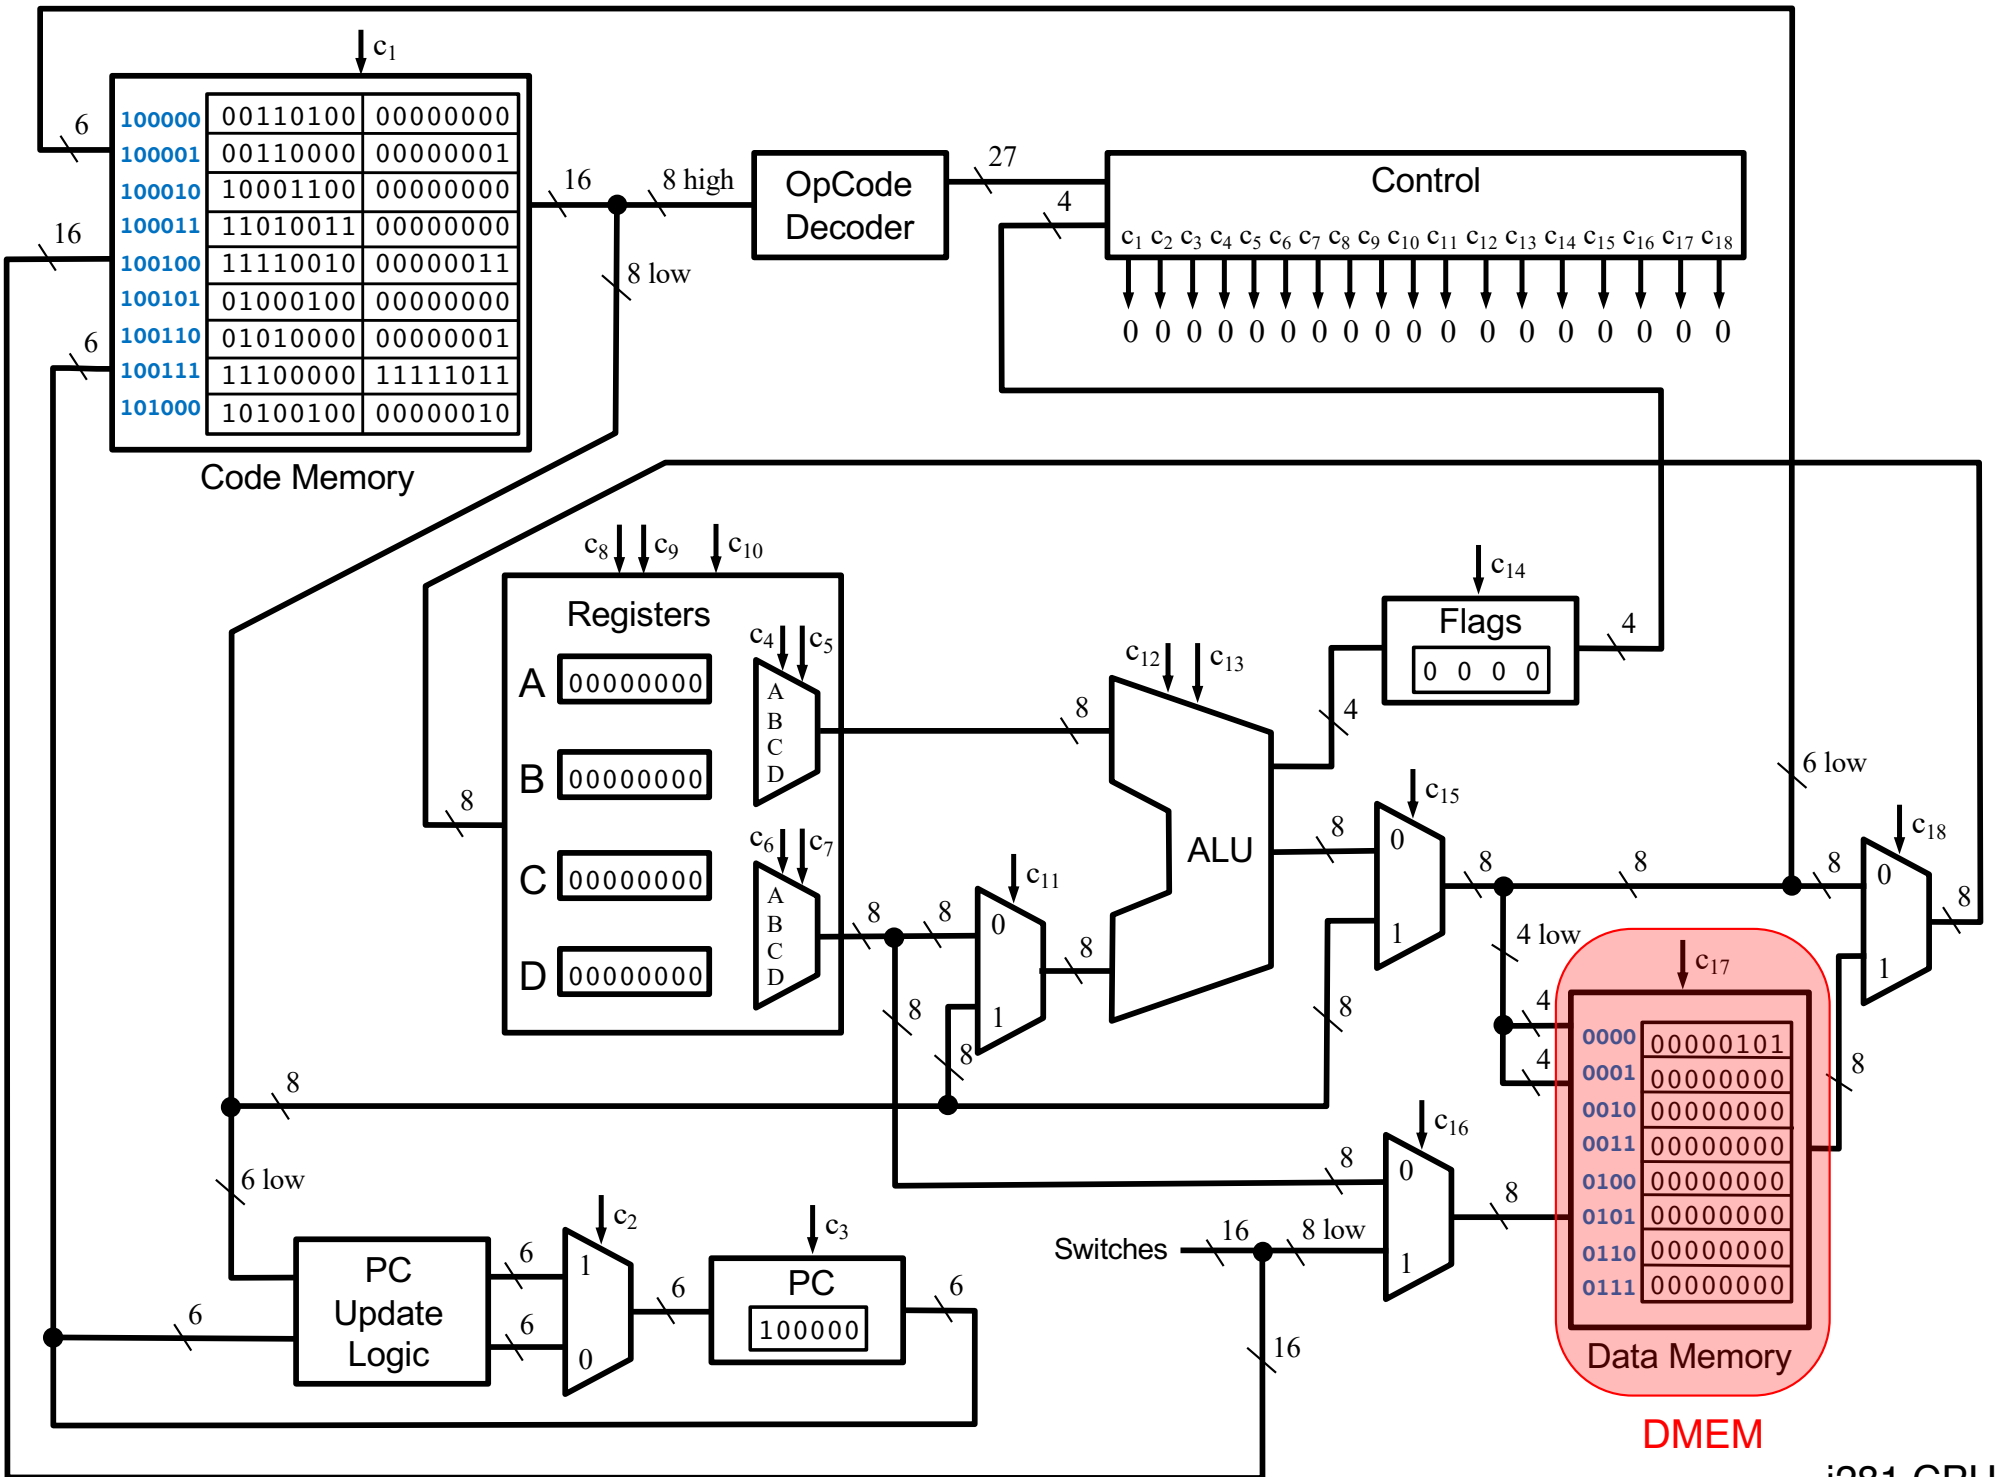 c1
100000 00110100 00000000
100001 00110000 00000001
100010 10001100 00000000
100011 11010011 00000000
100100 11110010 00000011
100101 01000100 00000000
100110 01010000 00000001
100111 11100000 11111011
101000 10100100 00000010
Code Memory
6
16
6
16
8 high
8 low
OpCode
Decoder
27
4
Control
c1 c2 c3 c4 c5 c6 c7 c8 c9 c10 c11 c12 c13 c14 c15 c16 c17 c18
0 0 0 0 0 0 0 0 0 0 0 0 0 0 0 0 0 0
c8 c9 c10
Registers
A 00000000
B 00000000
C 00000000
D 00000000
c4 c5
A
B
C
D
c6 c7
A
B
C
D
8
8
8
8
8
c11
0
1
8
8
c12 c13
ALU
c14
Flags
0 0 0 0
4
4
8
c15
0
1
8
8
8
6 low
8
c18
0
1
8
4 low
4
4
c17
0000 00000101
0001 00000000
0010 00000000
0011 00000000
0100 00000000
0101 00000000
0110 00000000
0111 00000000
Data Memory
DMEM
8
8
c16
0
1
8
8
Switches
16
8 low
16
6 low
PC
Update
Logic
6
6
6
c2
1
0
6
c3
PC
100000
6